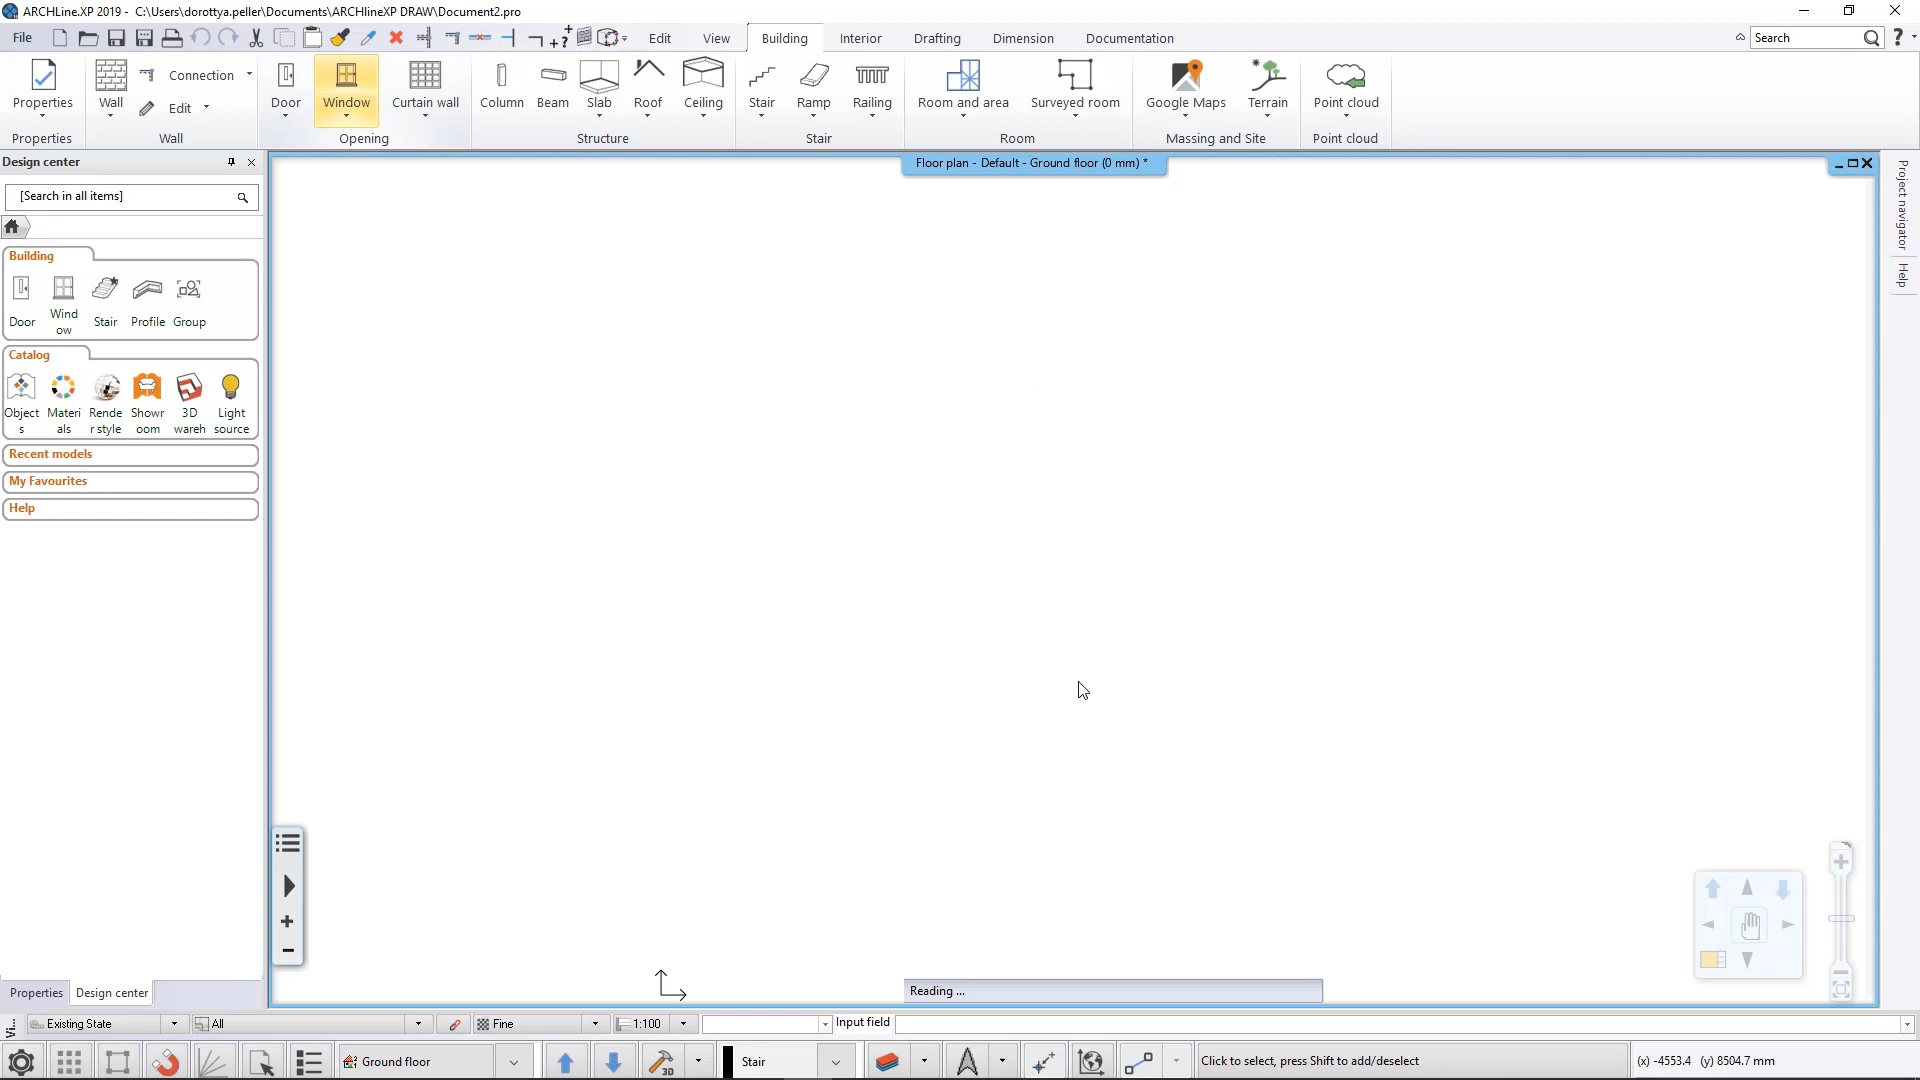 ARCHLine.XP 2019 - C:\Users\dorottya.peller\Documents\ARCHlineXP DRAW\Document2.pro
File Edit View Building Interior Drafting Dimension Documentation Search ?
Properties Wall Connection Edit Door Window Curtain wall Column Beam Slab Roof Ceiling Stair Ramp Railing Room and area Surveyed room Google Maps Terrain Point cloud
Properties Wall Opening Structure Stair Room Massing and Site Point cloud
Design center
Floor plan - Default - Ground floor (0 mm) *
[Search in all items]
Building
Door Wind
ow Stair Profile Group
Catalog
Object
s Materi
als Rende
r style Showr
oom 3D
wareh Light
source
Recent models
My Favourites
Help
Project navigator
Help
Reading ...
Properties Design center
Vi... Existing State All Fine 1:100 Input field
3D
Ground floor Stair Click to select, press Shift to add/deselect (x) -4553.4 (y) 8504.7 mm